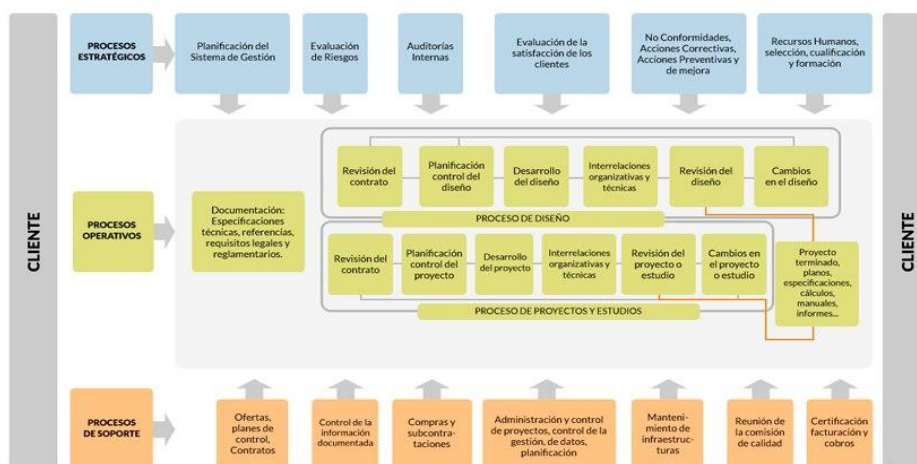 CLIENTE
PROCESOS
ESTRATÉGICOS
Planificación del
Sistema de Gestión
Evaluación
de Riesgos
Auditorías
Internas
Evaluación de la
satisfacción de los
clientes
No Conformidades,
Acciones Correctivas,
Acciones Preventivas y
de mejora
Recursos Humanos,
selección, cualificación
y formación
PROCESOS
OPERATIVOS
Documentación:
Especificaciones
técnicas, referencias,
requisitos legales y
reglamentarios.
Revisión del
contrato
Planificación
control del
diseño
Desarrollo
del diseño
Interrelaciones
organizativas y
técnicas
Revisión del
diseño
Cambios
en el diseño
PROCESO DE DISEÑO
Revisión del
contrato
Planificación
control del
proyecto
Desarrollo
del proyecto
Interrelaciones
organizativas y
técnicas
Revisión del
proyecto o
estudio
Cambios en
el proyecto
o estudio
PROCESO DE PROYECTOS Y ESTUDIOS
Proyecto
terminado,
planos,
especificaciones,
cálculos,
manuales,
informes...
PROCESOS
DE SOPORTE
Ofertas,
planes de
control,
Contratos
Control de la
información
documentada
Compras y
subcontra-
taciones
Administración y control
de proyectos, control de la
gestión, de datos,
planificación
Manteni-
miento de
infraestruc-
turas
Reunión de
la comisión
de calidad
Certificación
facturación y
cobros
CLIENTE